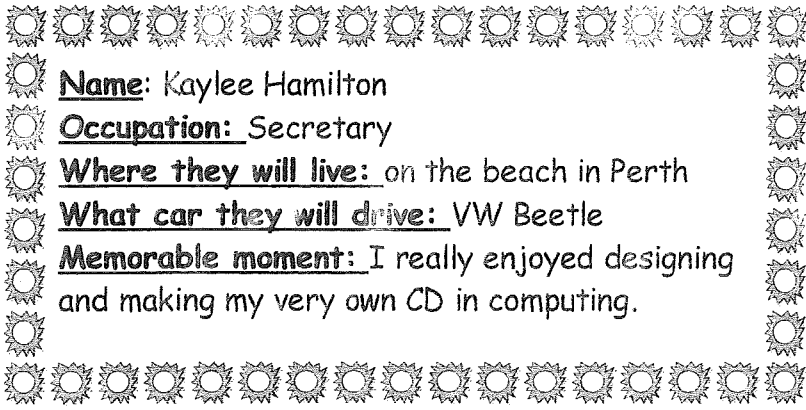 Name: Kaylee Hamilton
Occupation: Secretary
Where they will live: on the beach in Perth
What car they will drive: VW Beetle
Memorable moment: I really enjoyed designing
and making my very own CD in computing.